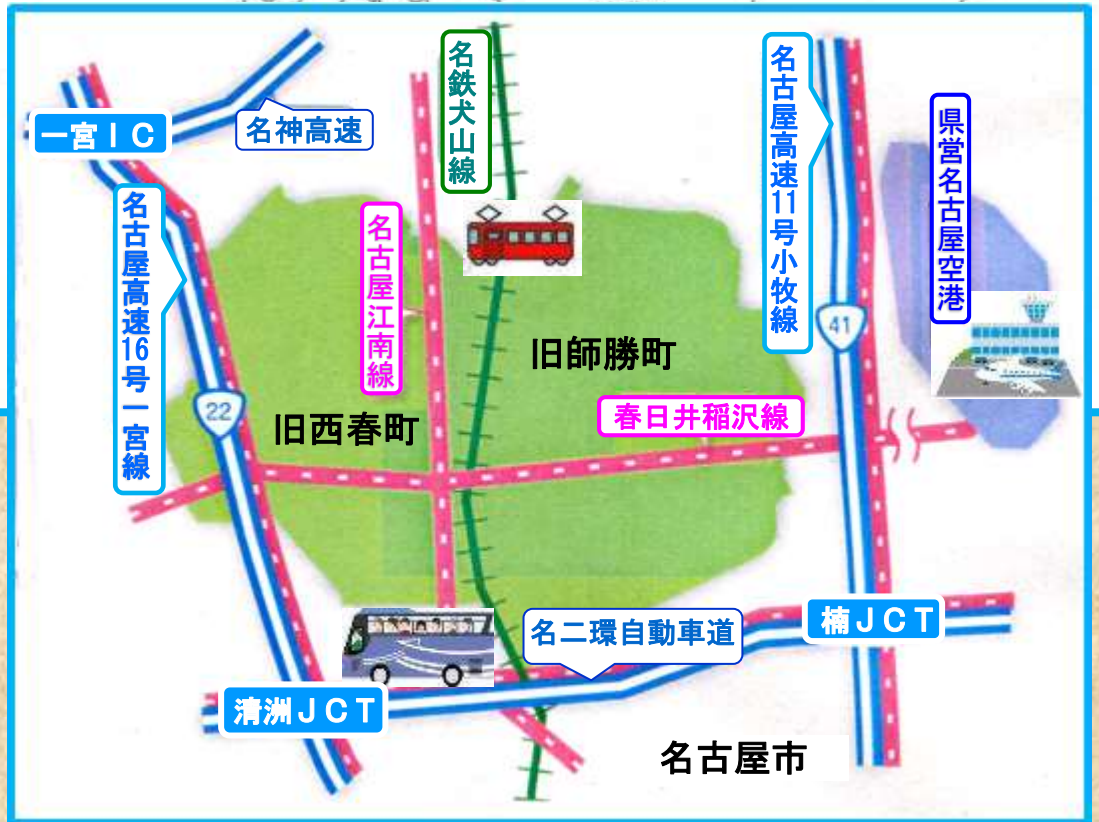 名鉄犬山線
名古屋高速11号小牧線
県営名古屋空港
一宮IC
名神高速
名古屋高速16号一宮線
名古屋江南線
41
旧師勝町
22
旧西春町
春日井稲沢線
楠JCT
名二環自動車道
清洲JCT
名古屋市